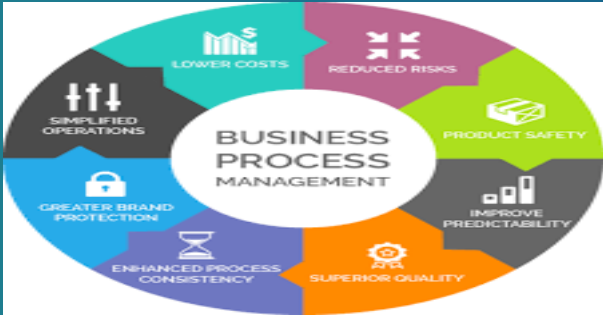 BUSINESS
PROCESS
MANAGEMENT
LOWER COSTS
REDUCED RISKS
PRODUCT SAFETY
IMPROVE
PREDICTABILITY
SUPERIOR QUALITY
ENHANCED PROCESS
CONSISTENCY
GREATER BRAND
PROTECTION
SIMPLIFIED
OPERATIONS